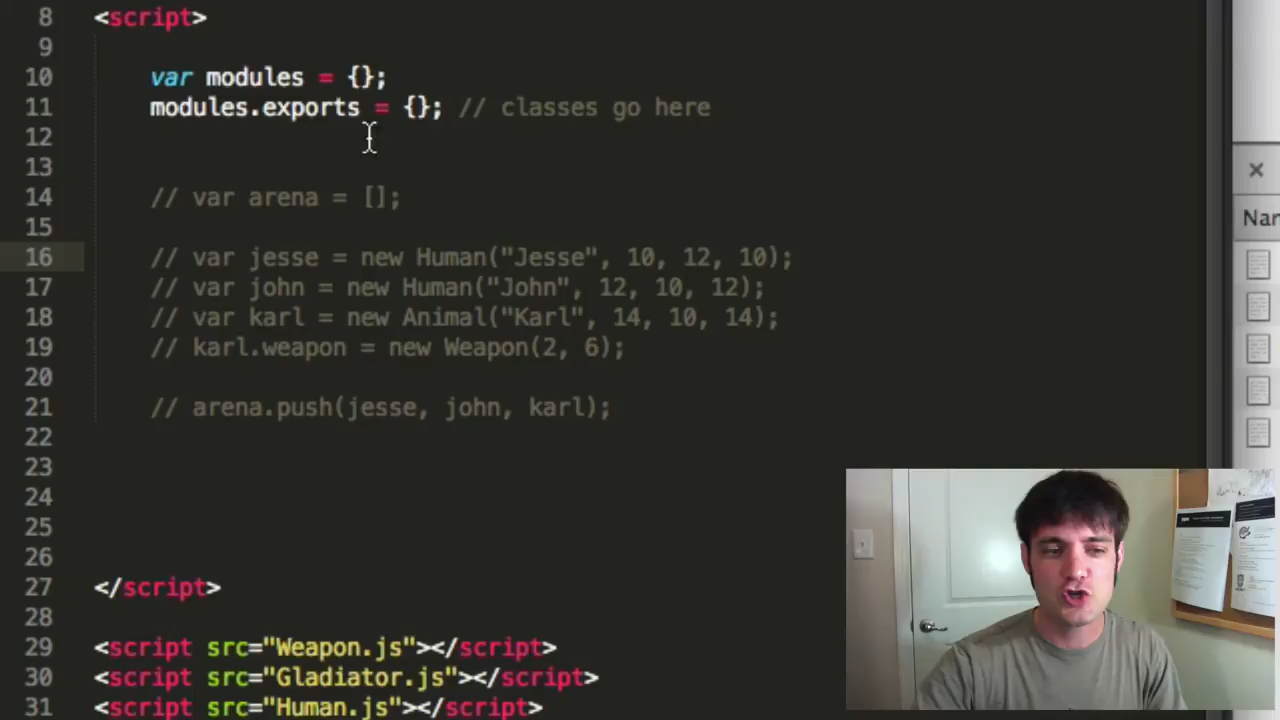 8 <script>
9
10 var modules = {};
11 modules.exports = {}; // classes go here
12
13
14 // var arena = [];
15
16 // var jesse = new Human("Jesse", 10, 12, 10);
17 // var john = new Human("John", 12, 10, 12);
18 // var karl = new Animal("Karl", 14, 10, 14);
19 // karl.weapon = new Weapon(2, 6);
20
21 // arena.push(jesse, john, karl);
22
23
24
25
26
27 </script>
28
29 <script src="Weapon.js"></script>
30 <script src="Gladiator.js"></script>
31 <script src="Human.js"></script>
Nar